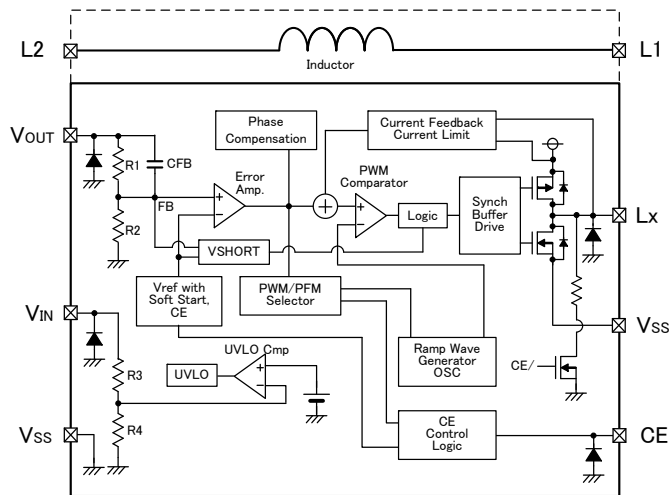 L2
L1
Inductor
VOUT
Phase
Compensation
Current Feedback
Current Limit
R1
CFB
Error
Amp.
PWM
Comparator
FB
R2
Logic
Synch
Buffer
Drive
Lx
VSHORT
Vref with
Soft Start,
CE
PWM/PFM
Selector
VIN
VSS
UVLO Cmp
Ramp Wave
Generator
OSC
R3
UVLO
CE/
R4
VSS
CE
Control
Logic
CE